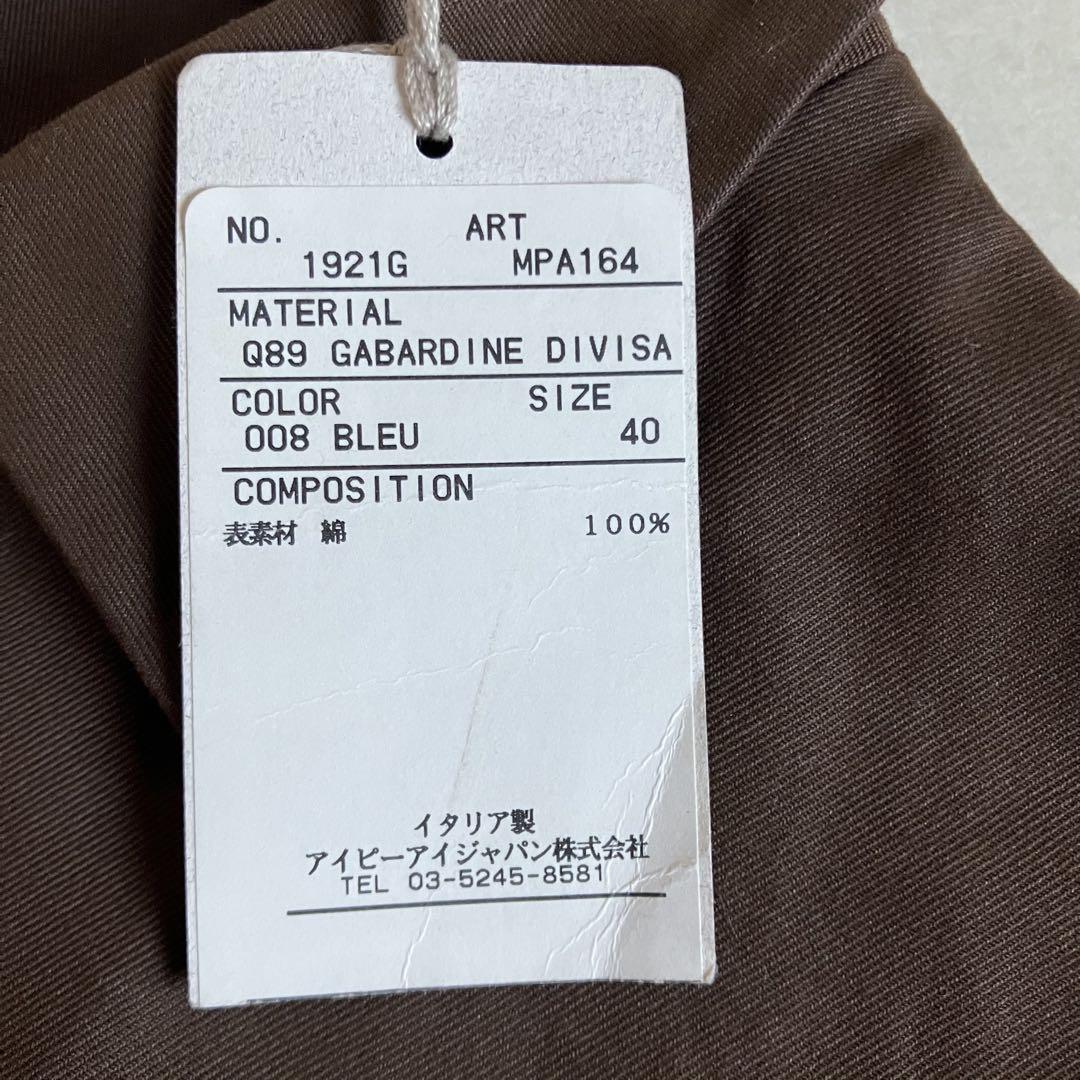 NO. ART
1921G MPA164
MATERIAL
Q89 GABARDINE DIVISA
COLOR SIZE
008 BLEU 40
COMPOSITION
表素材 綿 100%
イタリア製
アイピーアイジャパン株式会社
TEL 03-5245-8581